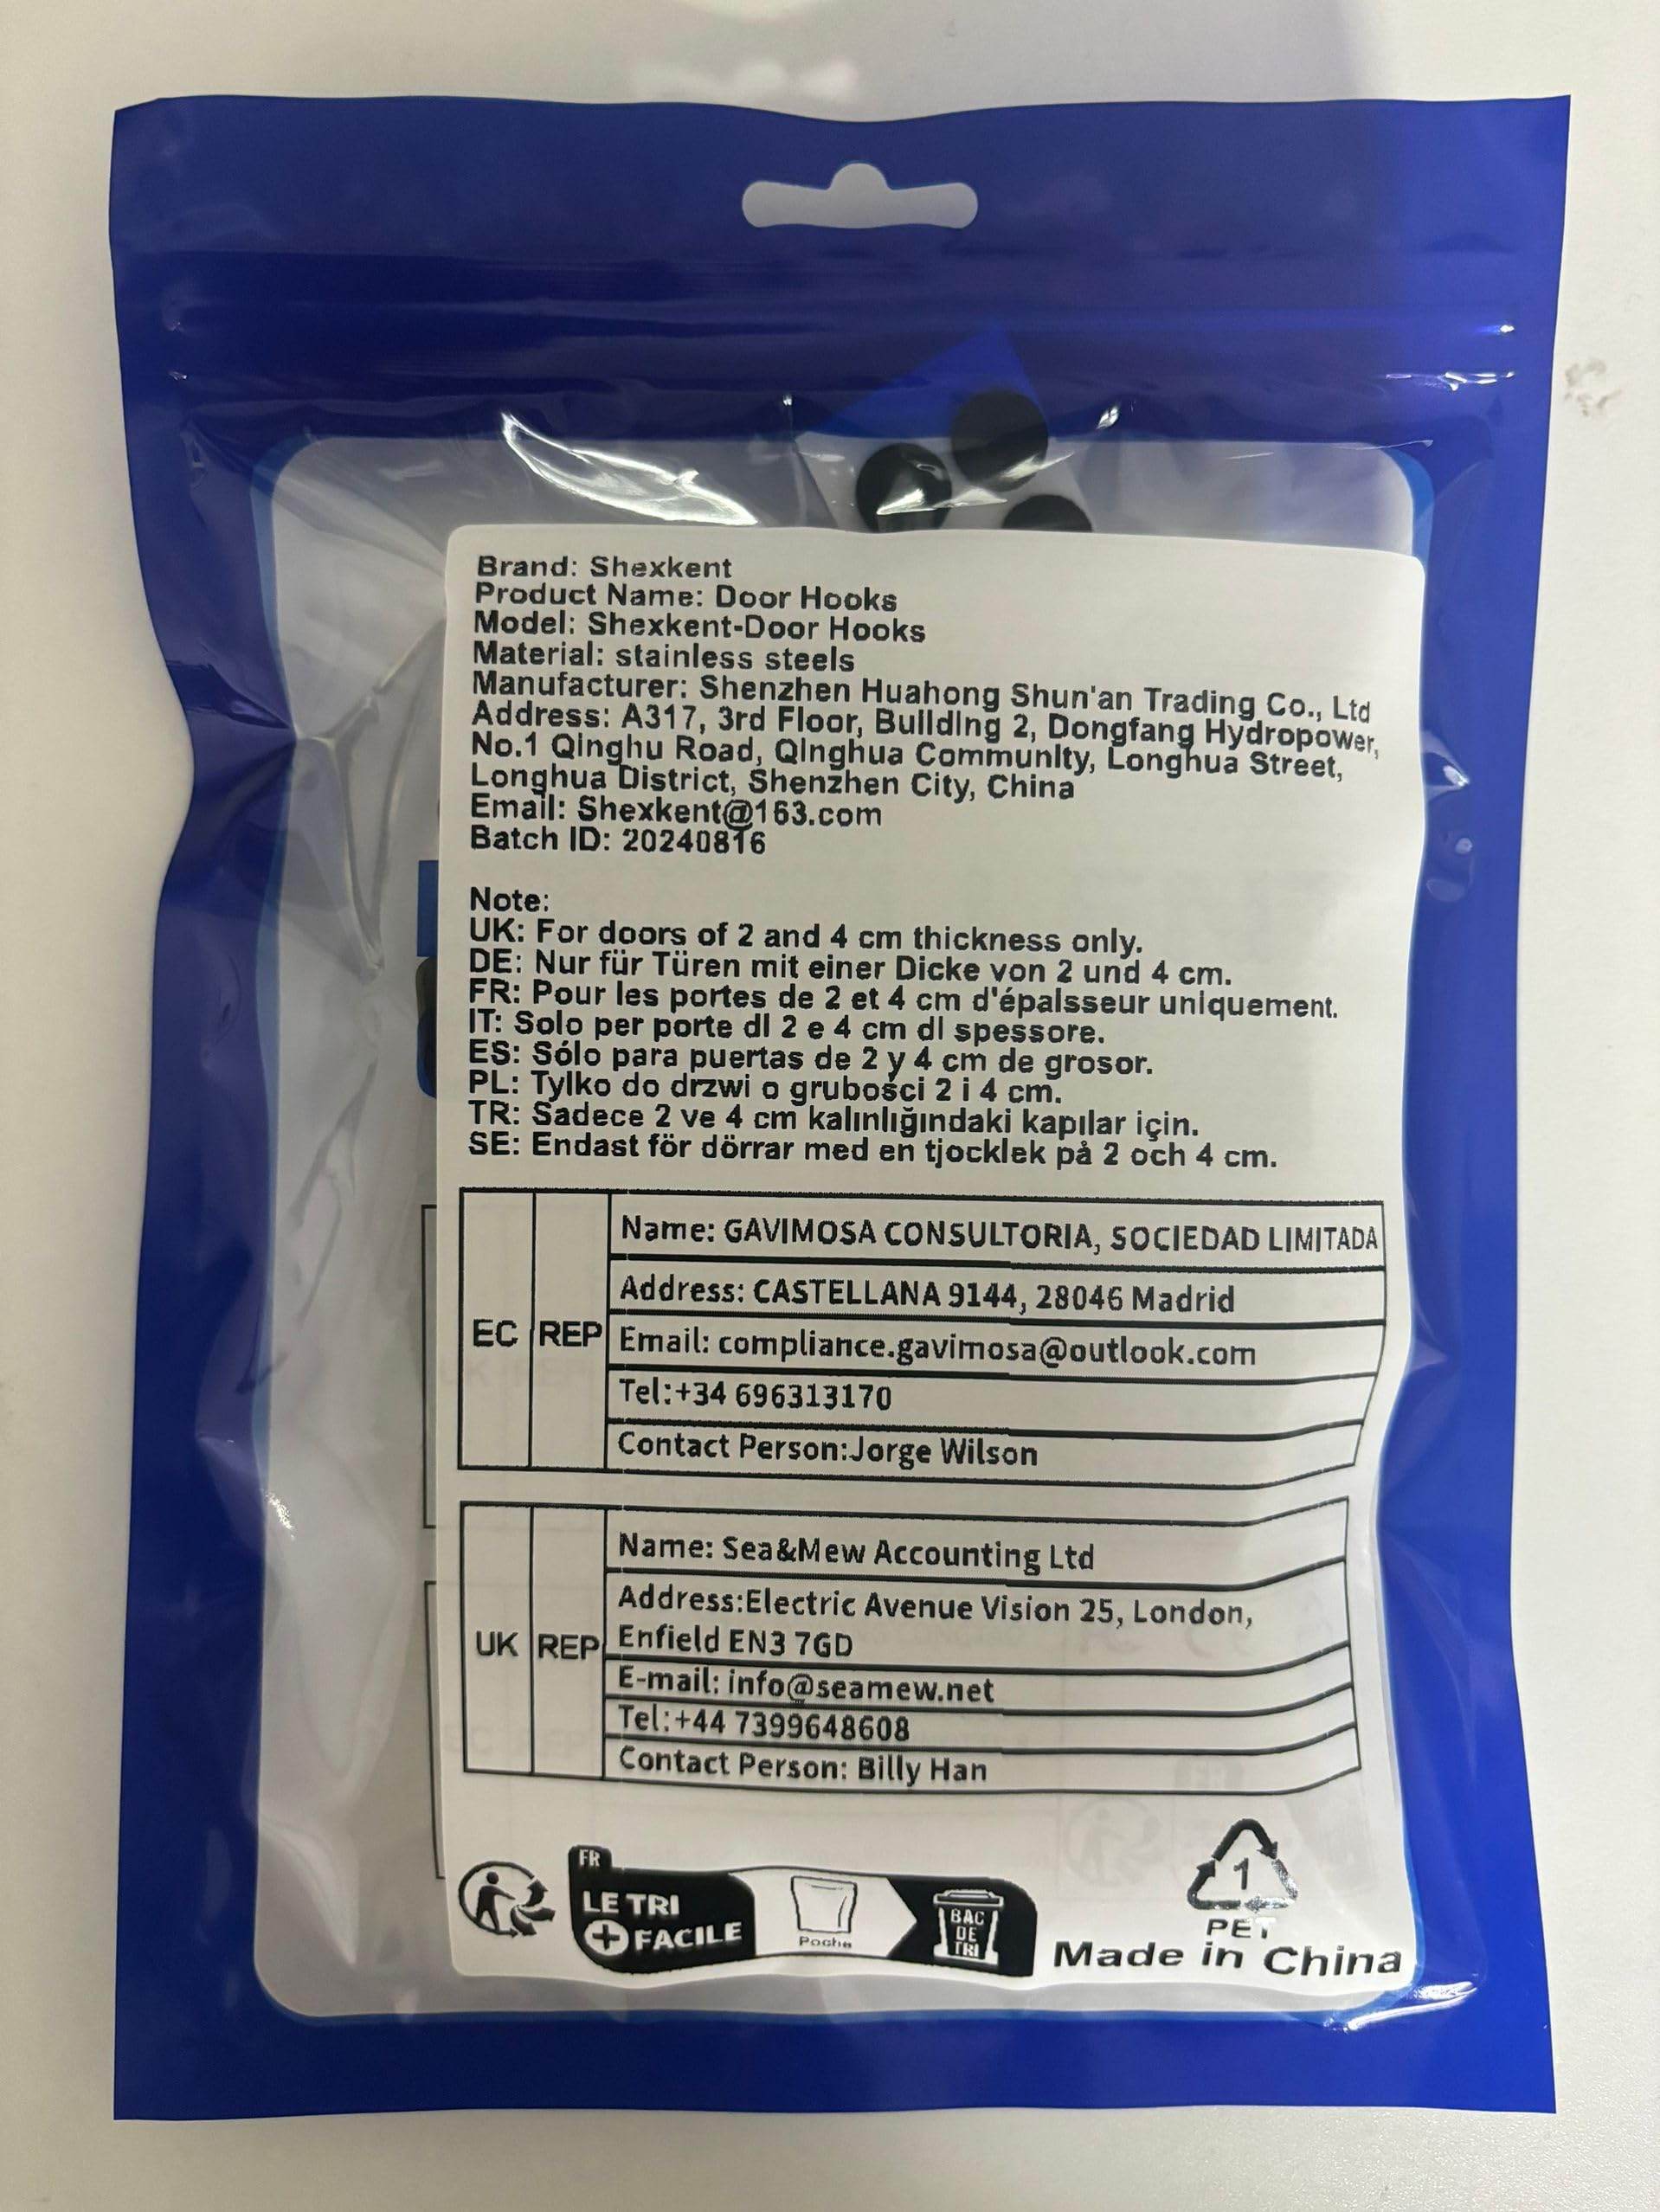 Brand: Shexkent
Product Name: Door Hooks
Model: Shexkent-Door Hooks
Material: stainless steels
Manufacturer: Shenzhen Huahong Shun'an Trading Co., Ltd
Address: A317, 3rd Floor, Building 2, Dongfang Hydropower,
No.1 Qinghu Road, Qinghua Community, Longhua Street,
Longhua District, Shenzhen City, China
Email: Shexkent@163.com
Batch ID: 20240816
Note:
UK: For doors of 2 and 4 cm thickness only.
DE: Nur für Türen mit einer Dicke von 2 und 4 cm.
FR: Pour les portes de 2 et 4 cm d'épaisseur uniquement.
IT: Solo per porte di 2 e 4 cm di spessore.
ES: Sólo para puertas de 2 y 4 cm de grosor.
PL: Tylko do drzwi o grubości 2 i 4 cm.
TR: Sadece 2 ve 4 cm kalınlığındaki kapılar için.
SE: Endast för dörrar med en tjocklek på 2 och 4 cm.
EC REP
Name: GAVIMOSA CONSULTORIA, SOCIEDAD LIMITADA
Address: CASTELLANA 9144, 28046 Madrid
Email: compliance.gavimosa@outlook.com
Tel:+34 696313170
Contact Person:Jorge Wilson
UK REP
Name: Sea&Mew Accounting Ltd
Address:Electric Avenue Vision 25, London,
Enfield EN3 7GD
E-mail: info@seamew.net
Tel:+44 7399648608
Contact Person: Billy Han
FR
LE TRI
+ FACILE
Poche
BAC
DE
TRI
1
PET
Made in China